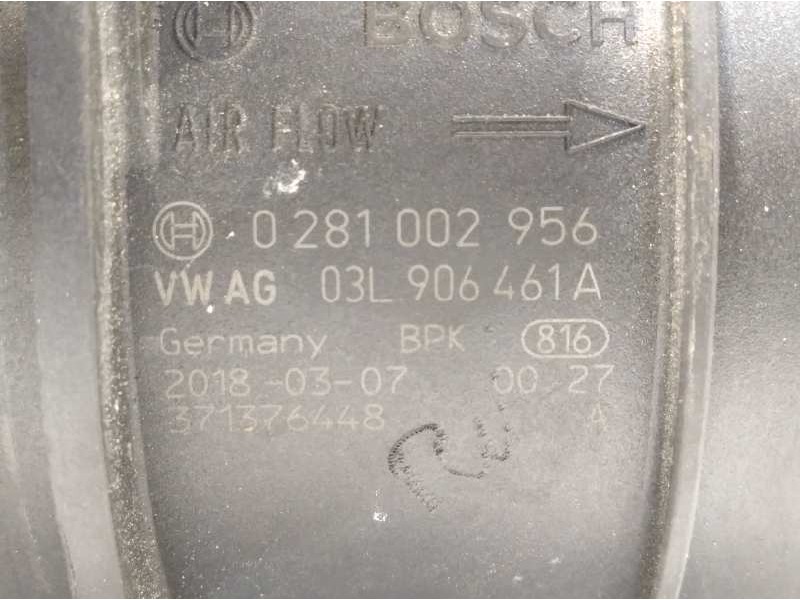 BOSCH
AIR FLOW
0 281 002 956
VW AG 03L 906 461 A
Germany BPK 816
2018-03-07 00 27
371376448 A